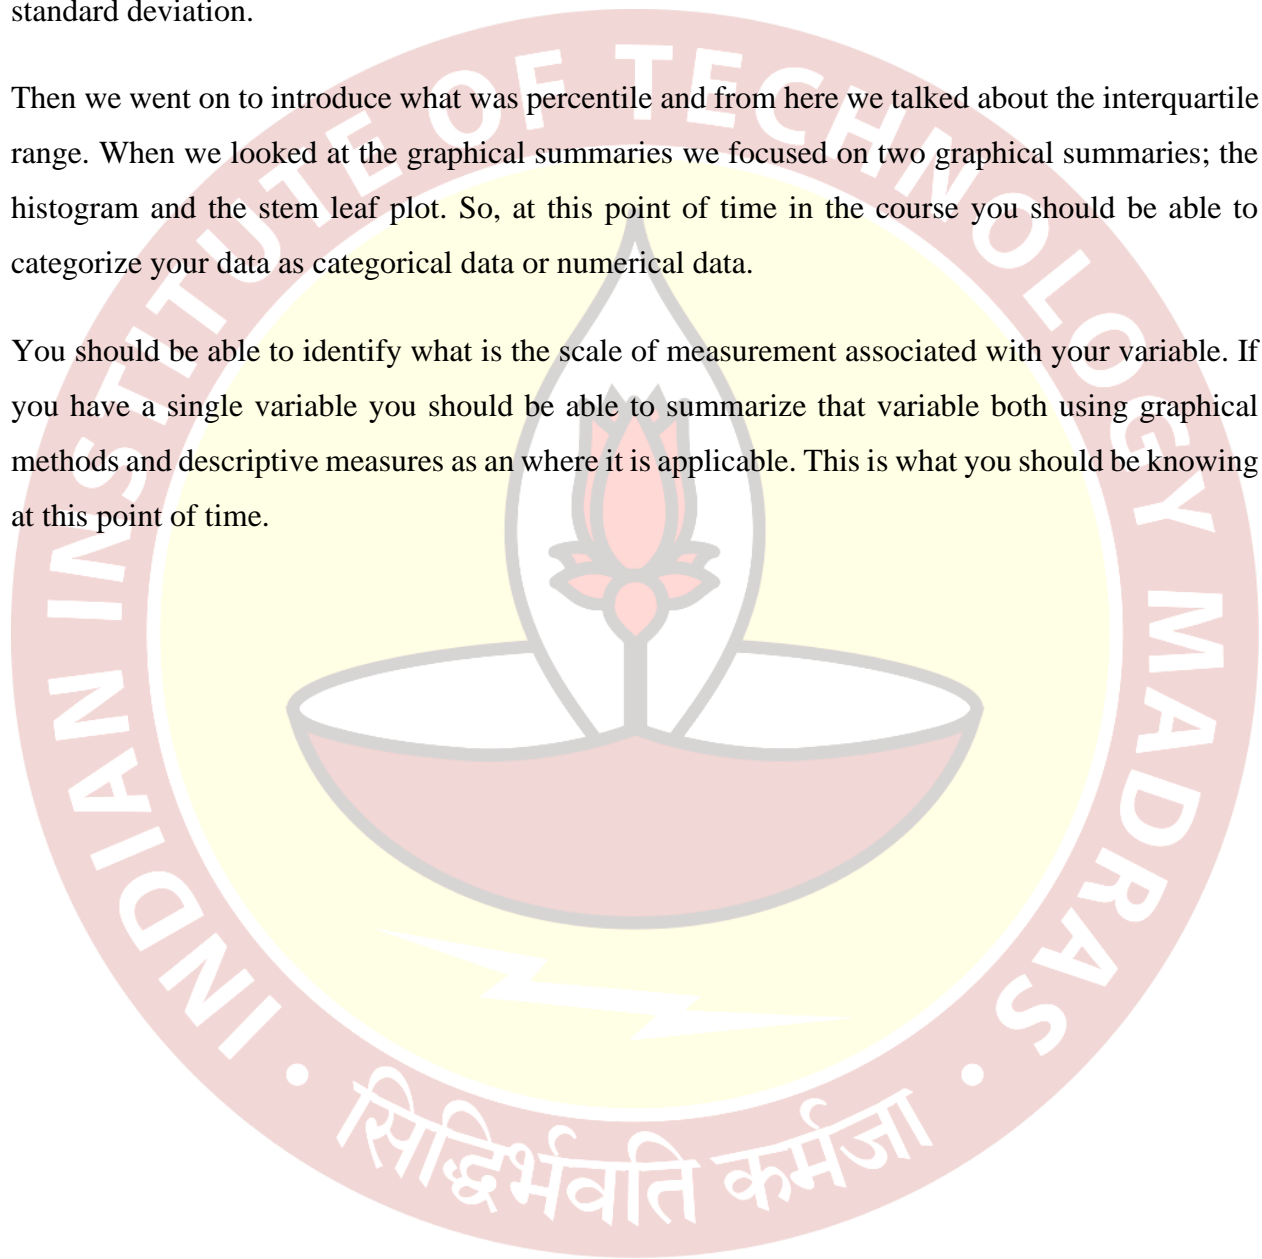 standard deviation.
Then we went on to introduce what was percentile and from here we talked about the interquartile
range. When we looked at the graphical summaries we focused on two graphical summaries; the
histogram and the stem leaf plot. So, at this point of time in the course you should be able to
categorize your data as categorical data or numerical data.
You should be able to identify what is the scale of measurement associated with your variable. If
you have a single variable you should be able to summarize that variable both using graphical
methods and descriptive measures as an where it is applicable. This is what you should be knowing
at this point of time.
INDIAN INSTITUTE OF TECHNOLOGY MADRAS
सिद्धिर्भवति कर्मजा